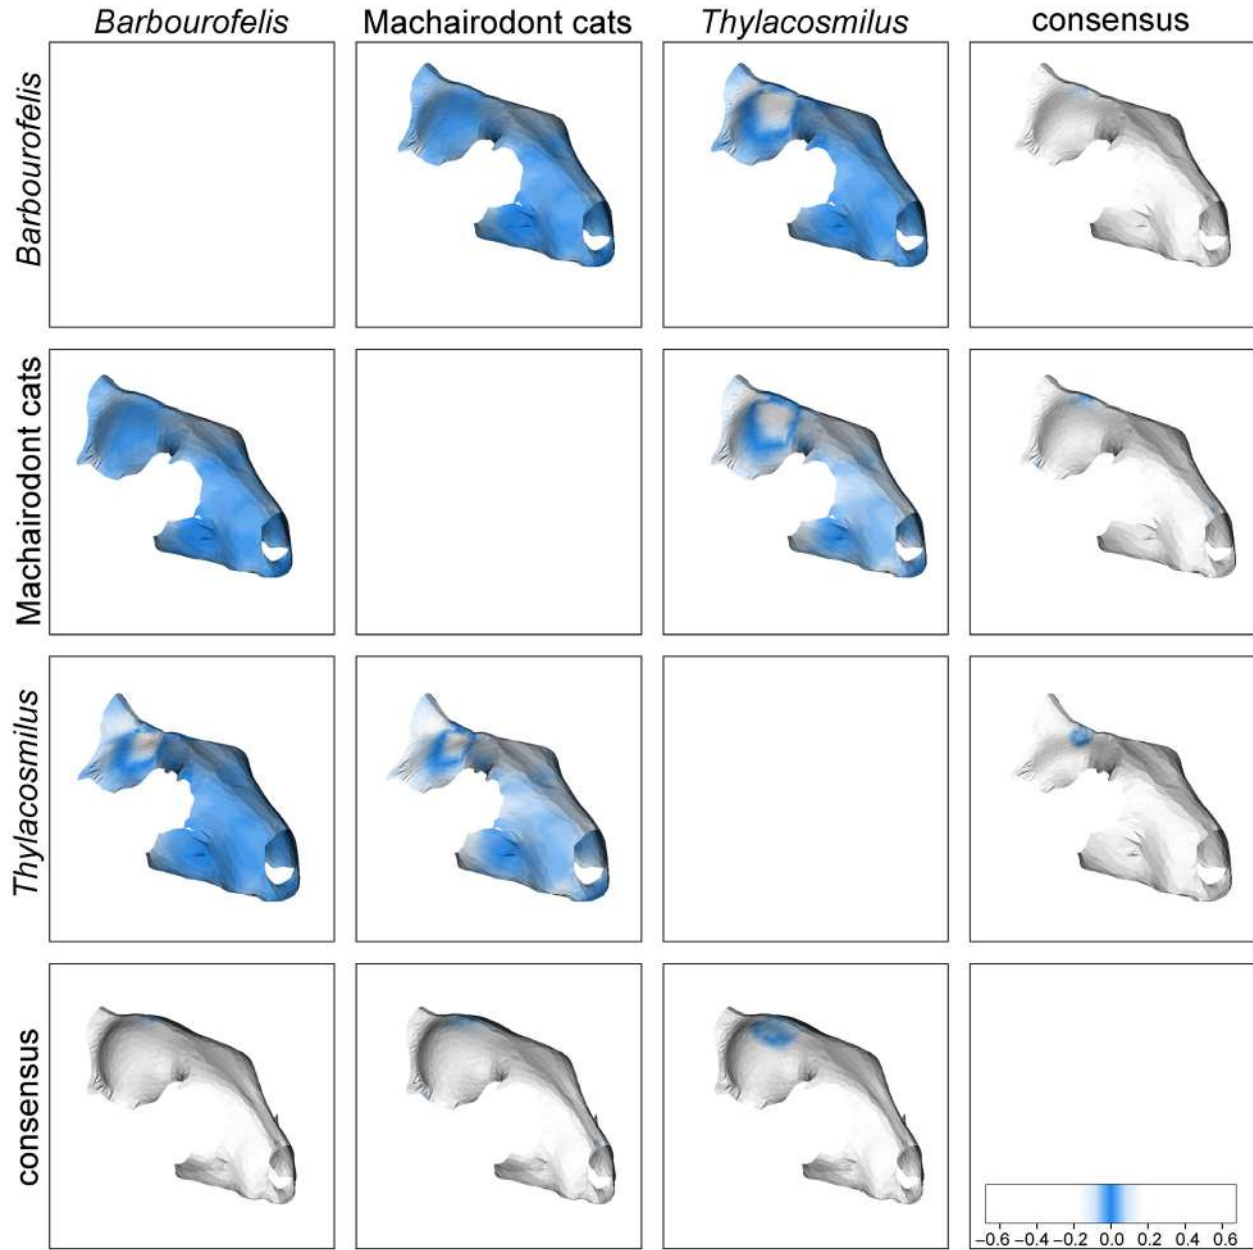 Barbourofelis Machairodont cats Thylacosmilus consensus
Barbourofelis
Machairodont cats
Thylacosmilus
consensus
−0.6 −0.4 −0.2 0.0 0.2 0.4 0.6